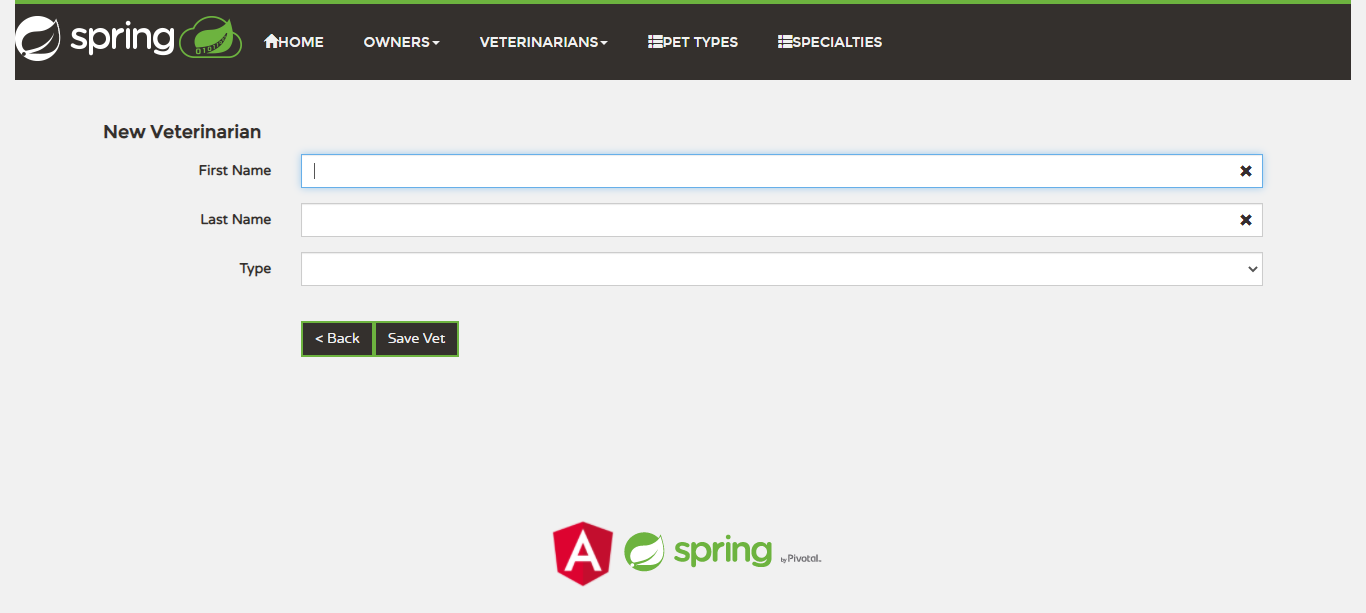 spring HOME OWNERS VETERINARIANS PET TYPES SPECIALTIES
New Veterinarian
First Name
Last Name
Type
< Back Save Vet
spring by Pivotal.